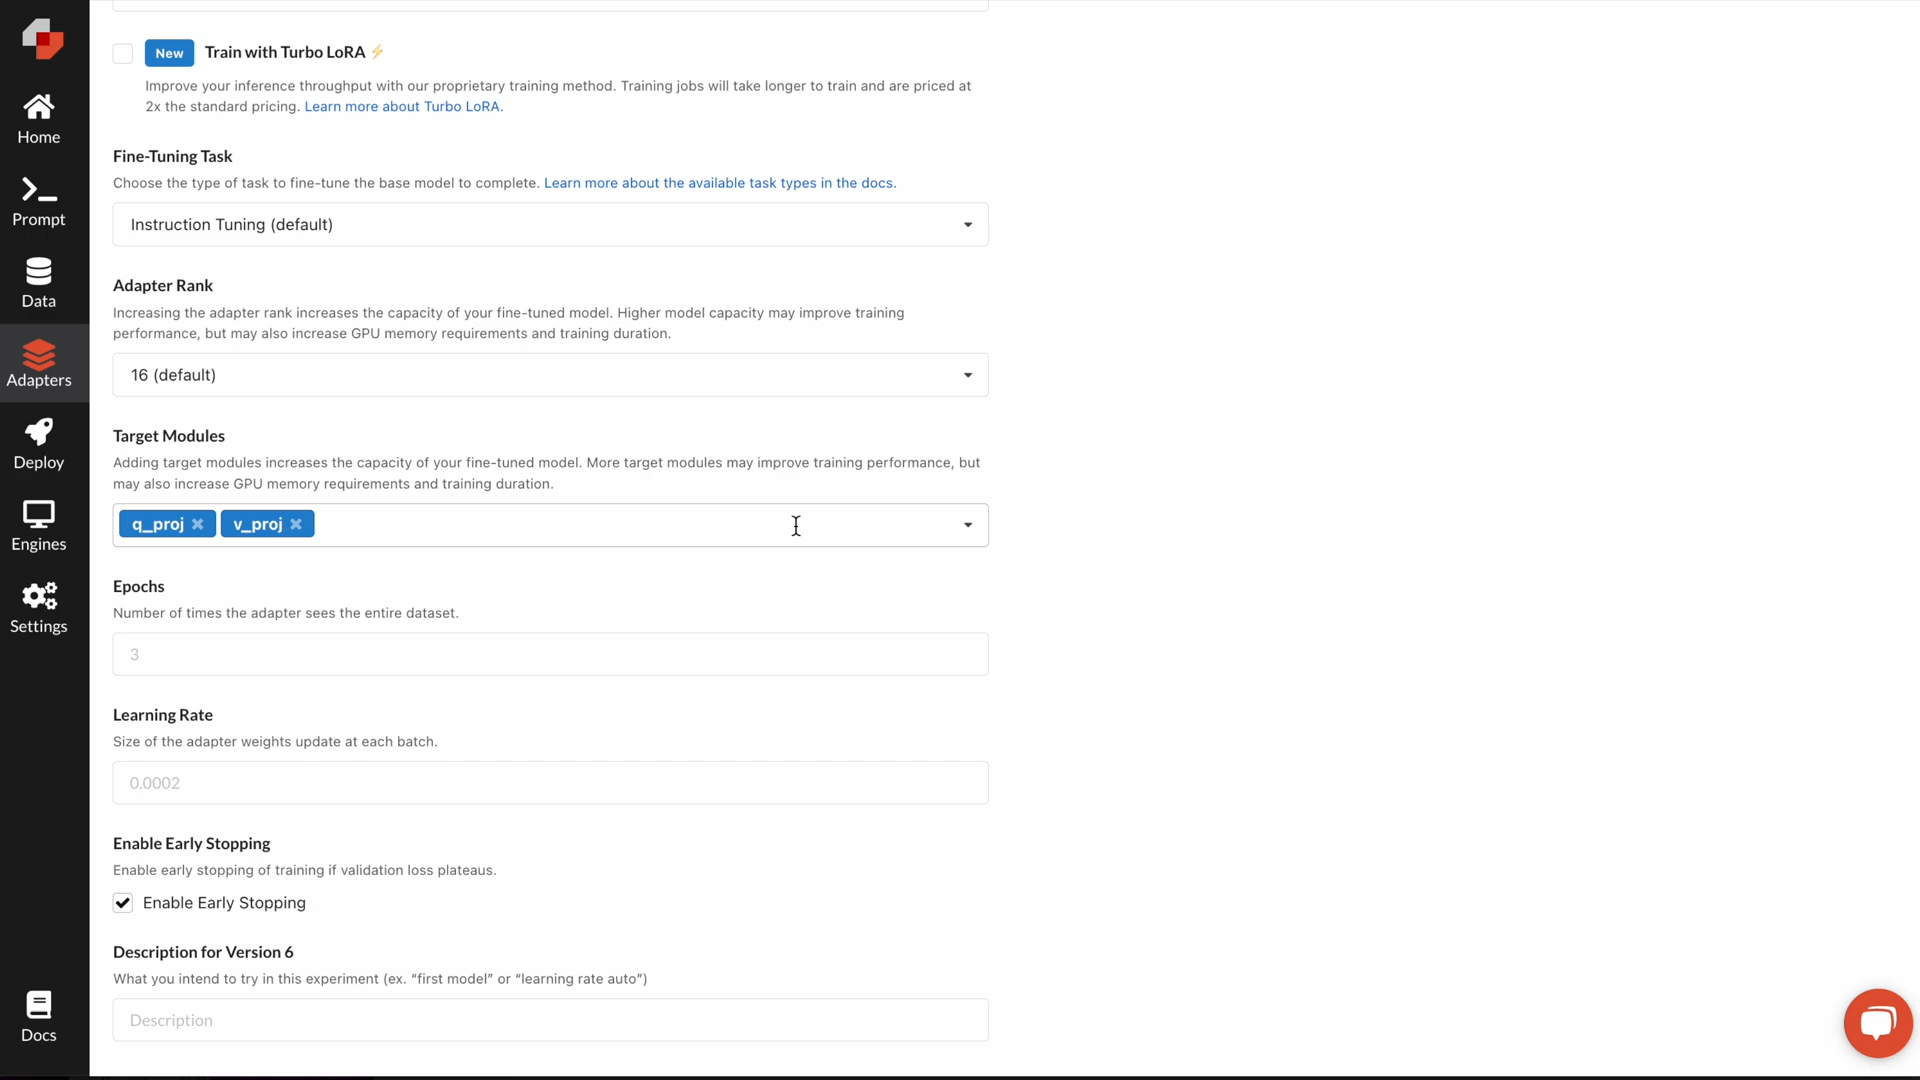 Home
Prompt
Data
Adapters
Deploy
Engines
Settings
Docs
New Train with Turbo LoRA⚡
Improve your inference throughput with our proprietary training method. Training jobs will take longer to train and are priced at
2x the standard pricing. Learn more about Turbo LoRA.
Fine-Tuning Task
Choose the type of task to fine-tune the base model to complete. Learn more about the available task types in the docs.
Instruction Tuning (default)
Adapter Rank
Increasing the adapter rank increases the capacity of your fine-tuned model. Higher model capacity may improve training
performance, but may also increase GPU memory requirements and training duration.
16 (default)
Target Modules
Adding target modules increases the capacity of your fine-tuned model. More target modules may improve training performance, but
may also increase GPU memory requirements and training duration.
q_proj v_proj
Epochs
Number of times the adapter sees the entire dataset.
3
Learning Rate
Size of the adapter weights update at each batch.
0.0002
Enable Early Stopping
Enable early stopping of training if validation loss plateaus.
Enable Early Stopping
Description for Version 6
What you intend to try in this experiment (ex. “first model” or “learning rate auto”)
Description